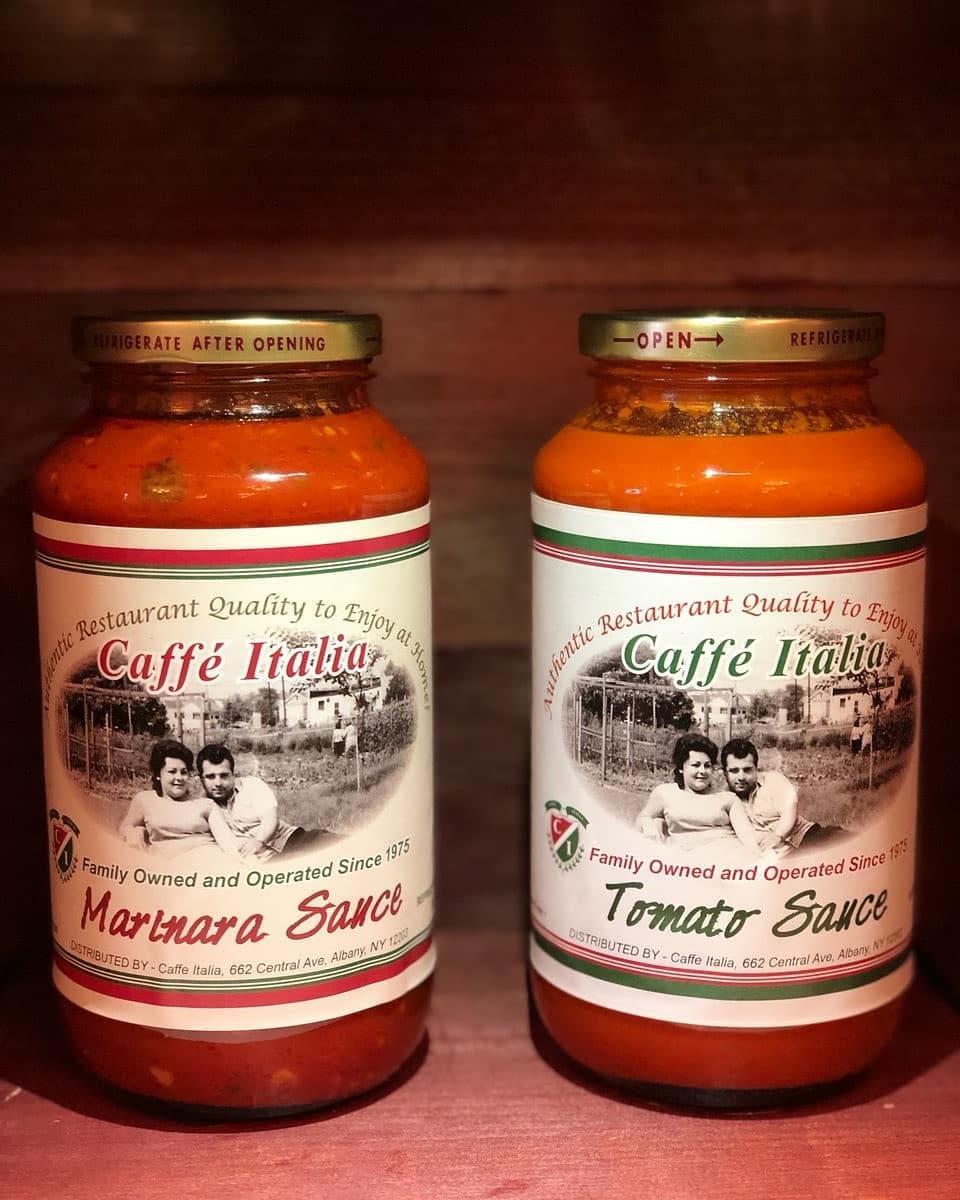 REFRIGERATE AFTER OPENING
Authentic Restaurant Quality to Enjoy at Home!
Caffé Italia
C I
Family Owned and Operated Since 1975
Marinara Sauce
DISTRIBUTED BY - Caffe Italia, 662 Central Ave, Albany, NY 12203
OPEN REFRIGERATE
Authentic Restaurant Quality to Enjoy at
Caffé Italia
C I
Family Owned and Operated Since 1975
Tomato Sauce
DISTRIBUTED BY - Caffe Italia, 662 Central Ave, Albany, NY